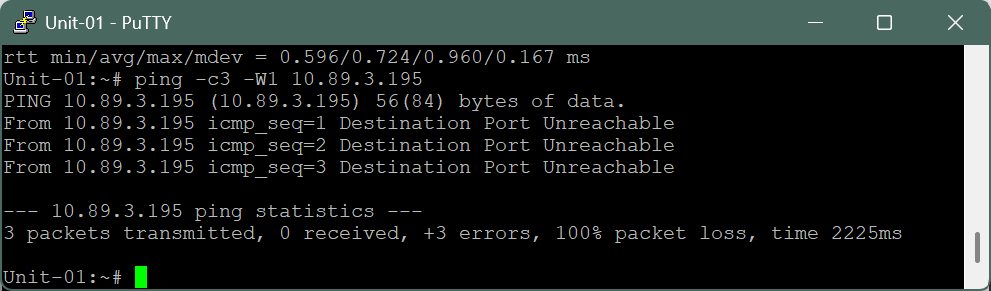 Unit-01 - PuTTY
rtt min/avg/max/mdev = 0.596/0.724/0.960/0.167 ms
Unit-01:~# ping -c3 -W1 10.89.3.195
PING 10.89.3.195 (10.89.3.195) 56(84) bytes of data.
From 10.89.3.195 icmp_seq=1 Destination Port Unreachable
From 10.89.3.195 icmp_seq=2 Destination Port Unreachable
From 10.89.3.195 icmp_seq=3 Destination Port Unreachable
--- 10.89.3.195 ping statistics ---
3 packets transmitted, 0 received, +3 errors, 100% packet loss, time 2225ms
Unit-01:~#